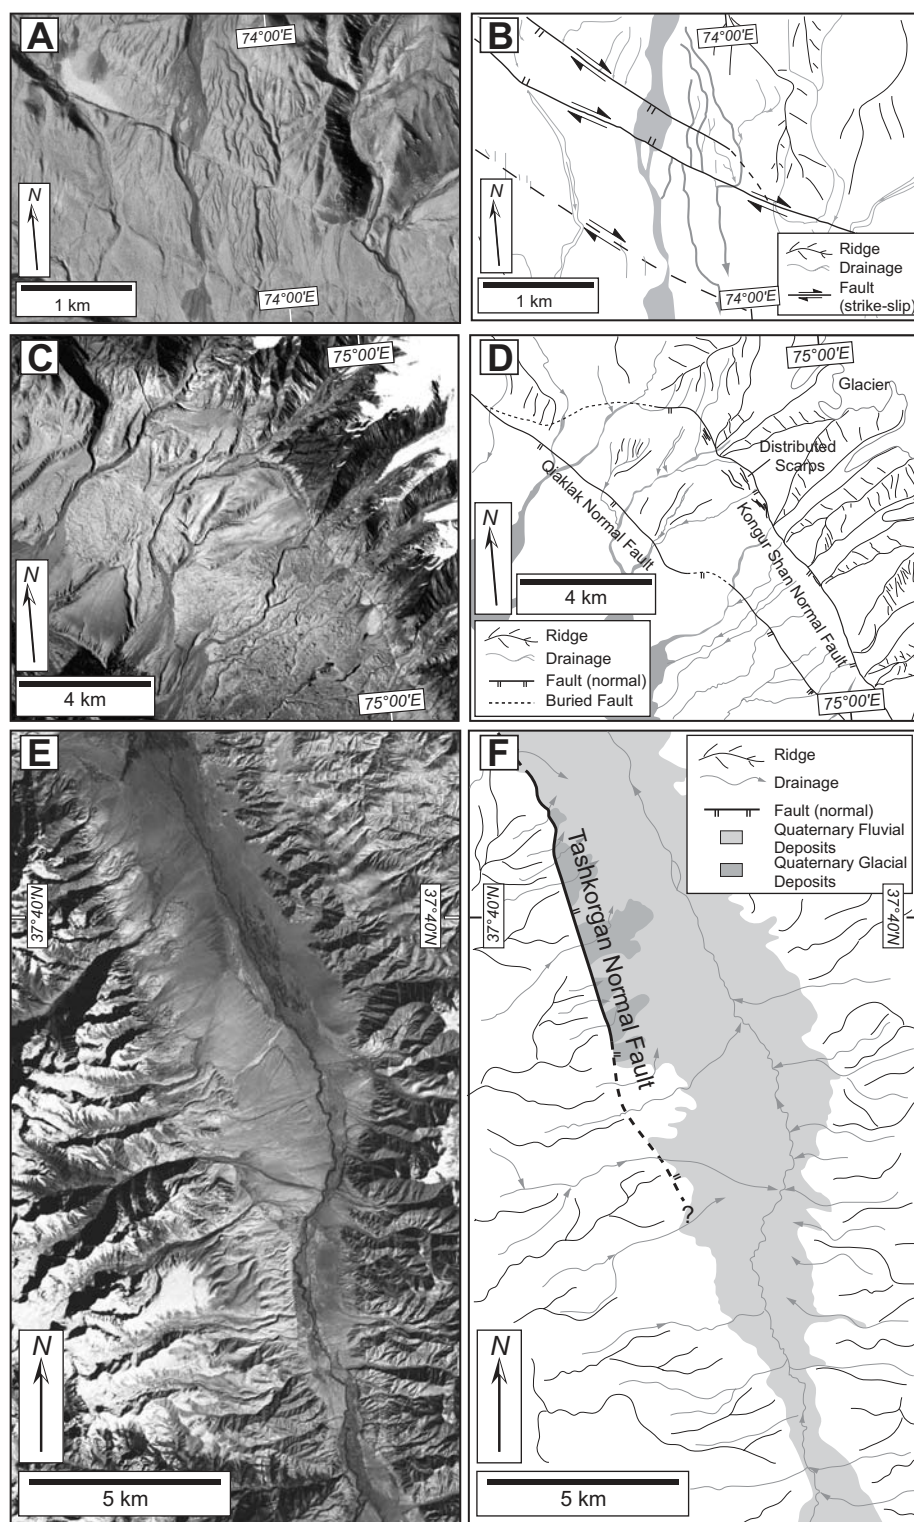 A
74°00'E
N
1 km
74°00'E
B
74°00'E
N
1 km
74°00'E
Ridge
Drainage
Fault
(strike-slip)
C
75°00'E
N
4 km
75°00'E
D
75°00'E
Glacier
Distributed
Scarps
Qiaklak Normal Fault
Kongur Shan Normal Fault
N
4 km
Ridge
Drainage
Fault (normal)
Buried Fault
75°00'E
E
37°40'N
37°40'N
N
5 km
F
Ridge
Drainage
Fault (normal)
Quaternary Fluvial
Deposits
Quaternary Glacial
Deposits
Tashkorgan Normal Fault
37°40'N
37°40'N
?
N
5 km